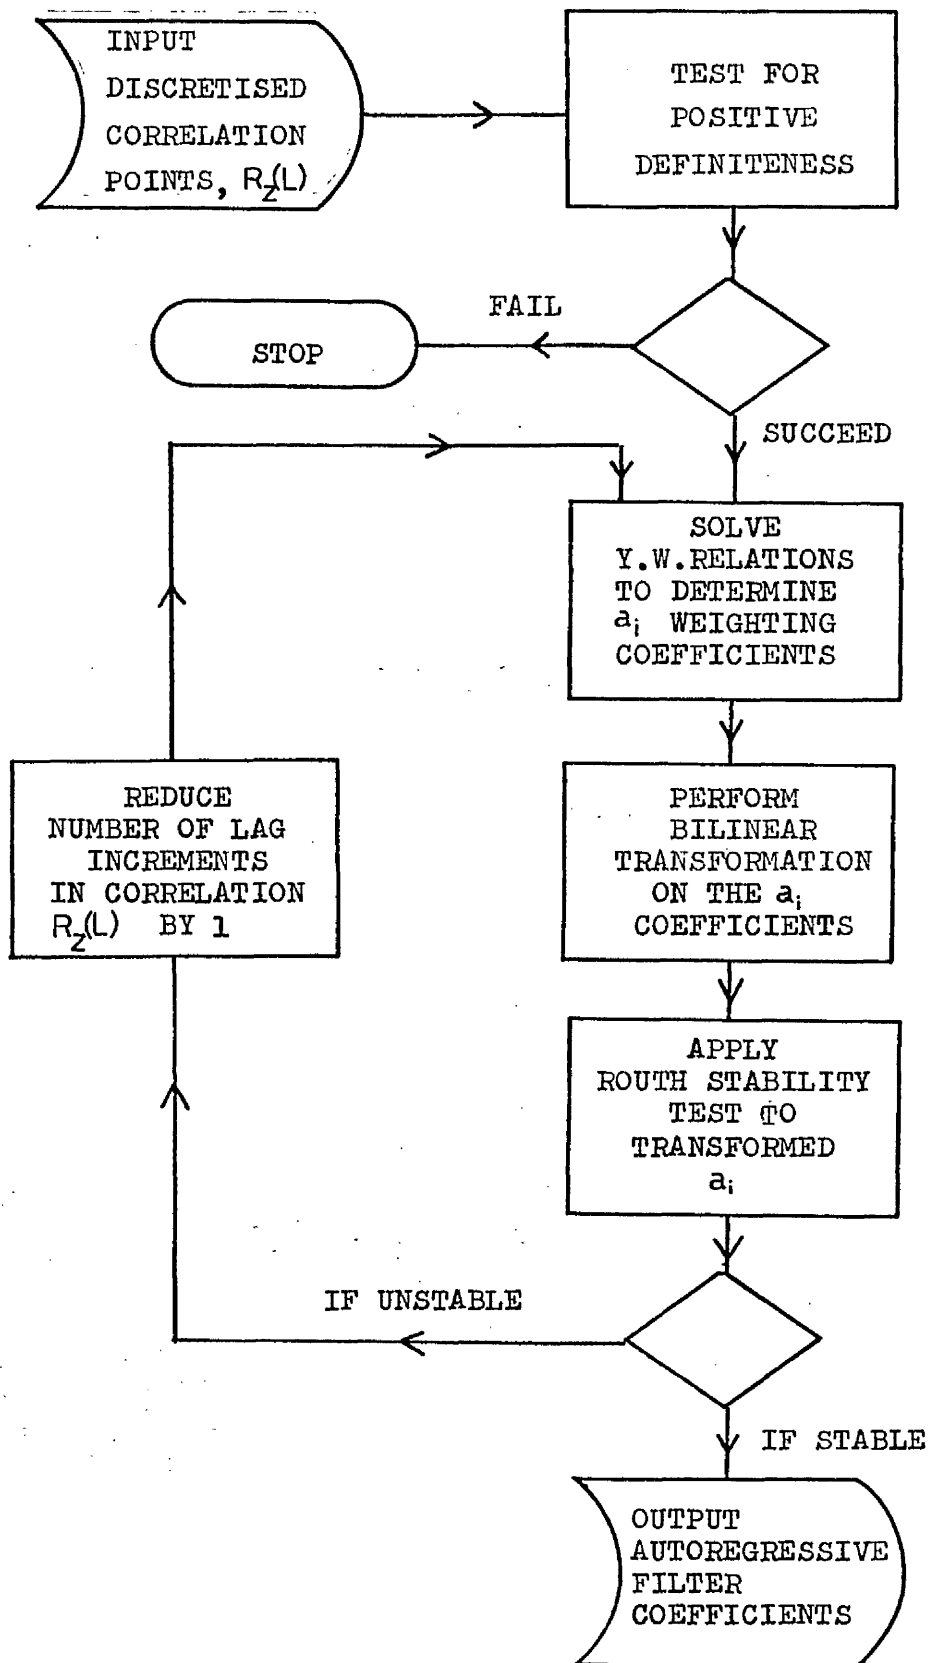 INPUT
DISCRETISED
CORRELATION
POINTS, R_Z(L)
TEST FOR
POSITIVE
DEFINITENESS
FAIL
STOP
SUCCEED
SOLVE
Y.W.RELATIONS
TO DETERMINE
a_i WEIGHTING
COEFFICIENTS
PERFORM
BILINEAR
TRANSFORMATION
ON THE a_i
COEFFICIENTS
REDUCE
NUMBER OF LAG
INCREMENTS
IN CORRELATION
R_Z(L) BY 1
APPLY
ROUTH STABILITY
TEST TO
TRANSFORMED
a_i
IF UNSTABLE
IF STABLE
OUTPUT
AUTOREGRESSIVE
FILTER
COEFFICIENTS